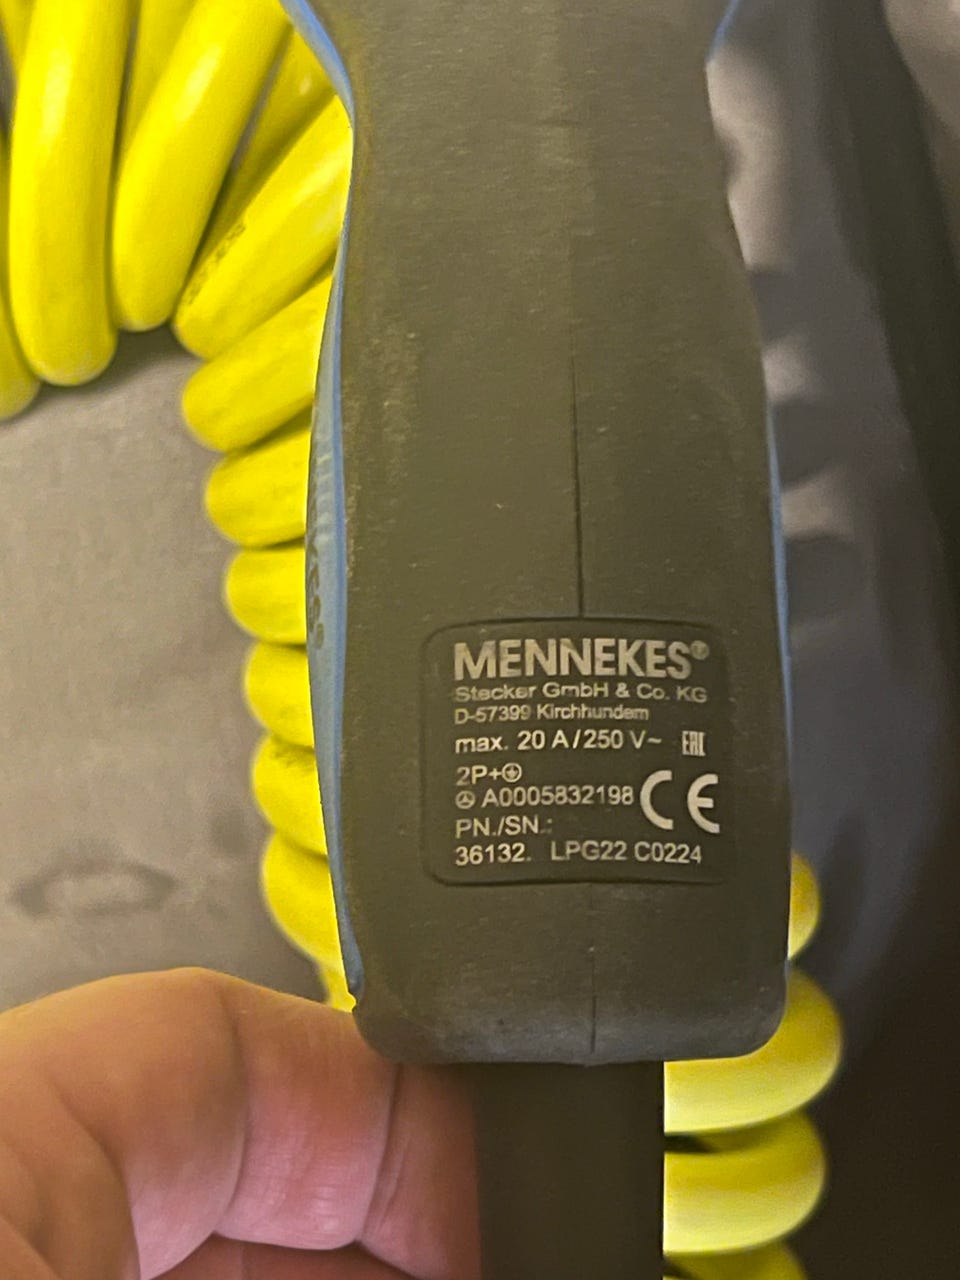 MENNEKES®
Stecker GmbH & Co. KG
D-57399 Kirchhundem
max. 20 A/250 V~ EAC
2P+
A0005832198 CE
PN./SN.:
36132. LPG22 C0224